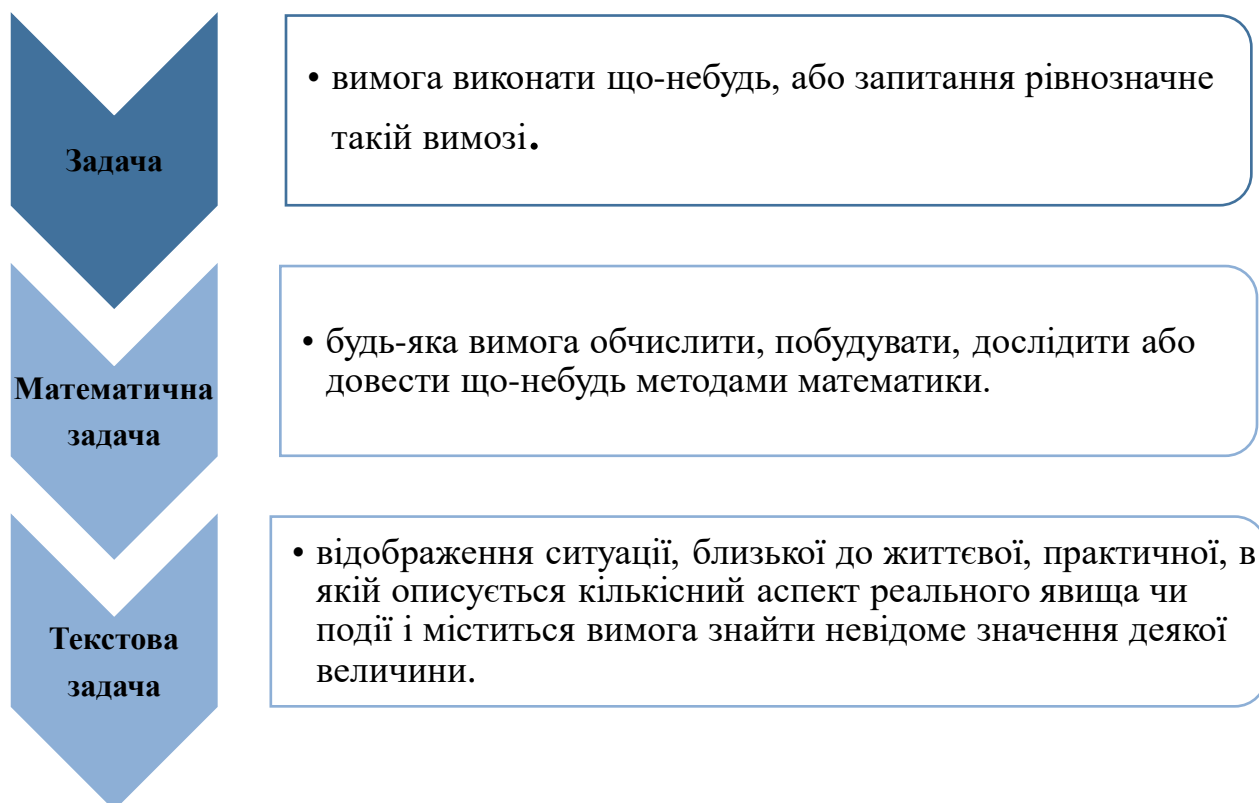 Задача
• вимога виконати що-небудь, або запитання рівнозначне
такій вимозі.
Математична
задача
• будь-яка вимога обчислити, побудувати, дослідити або
довести що-небудь методами математики.
Текстова
задача
• відображення ситуації, близької до життєвої, практичної, в
якій описується кількісний аспект реального явища чи
події і міститься вимога знайти невідоме значення деякої
величини.